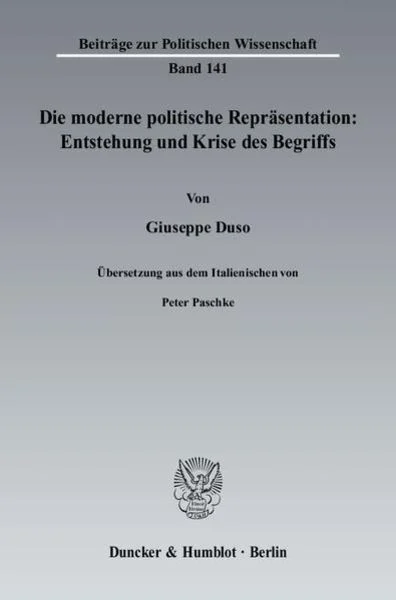 Beiträge zur Politischen Wissenschaft
Band 141
Die moderne politische Repräsentation:
Entstehung und Krise des Begriffs
Von
Giuseppe Duso
Übersetzung aus dem Italienischen von
Peter Paschke
Duncker & Humblot · Berlin